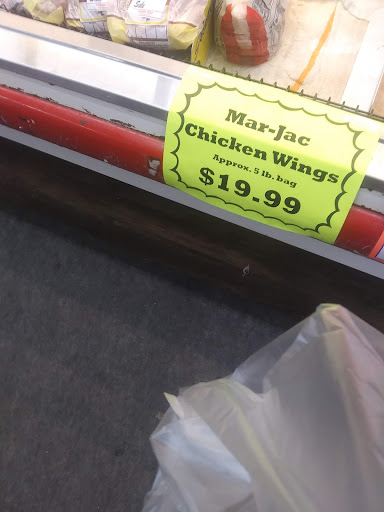 Mar-Jac
Chicken Wings
Approx. 5 lb. bag
$19.99